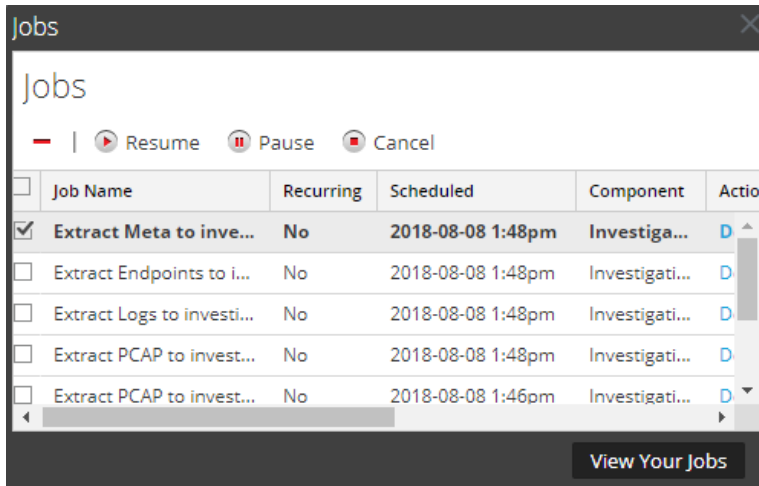 Jobs
Jobs
Resume Pause Cancel
Job Name Recurring Scheduled Component Actio
Extract Meta to inve... No 2018-08-08 1:48pm Investiga... D
Extract Endpoints to i... No 2018-08-08 1:48pm Investigati... D
Extract Logs to investi... No 2018-08-08 1:48pm Investigati... D
Extract PCAP to invest... No 2018-08-08 1:48pm Investigati... D
Extract PCAP to invest... No 2018-08-08 1:46pm Investigati... D
View Your Jobs